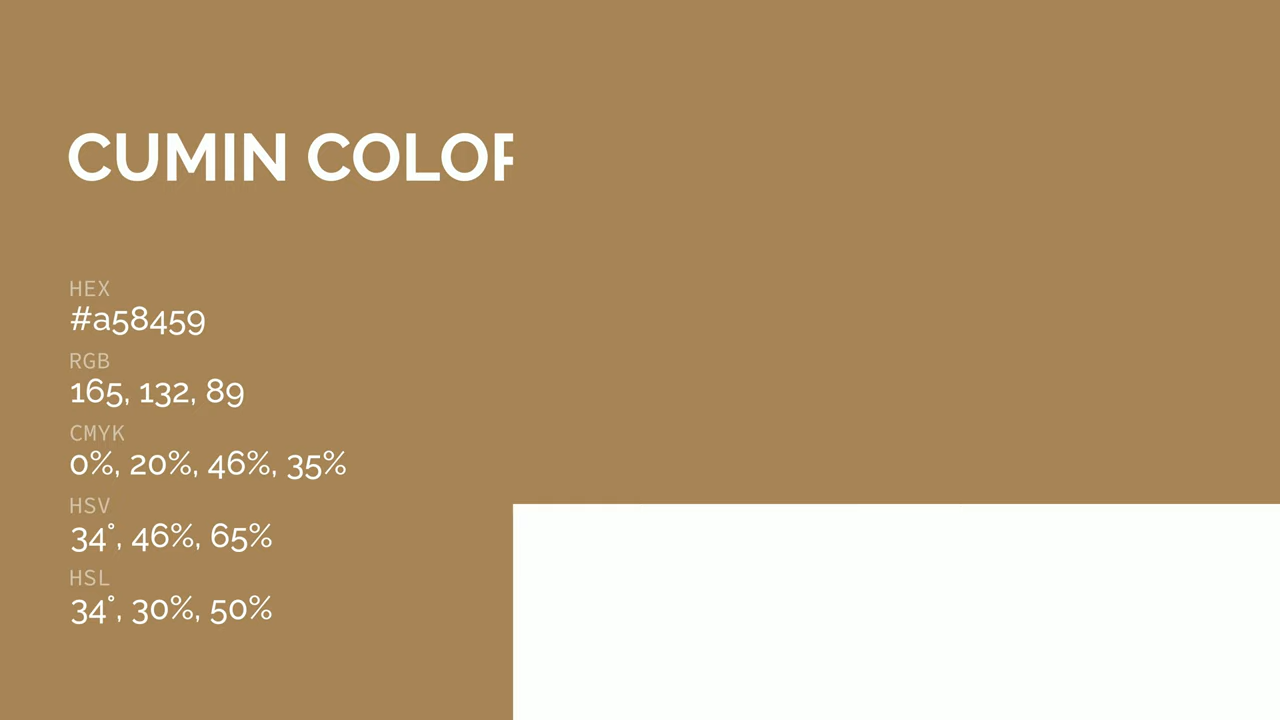 CUMIN COLOR
HEX
#a58459
RGB
165, 132, 89
CMYK
0%, 20%, 46%, 35%
HSV
34°, 46%, 65%
HSL
34°, 30%, 50%